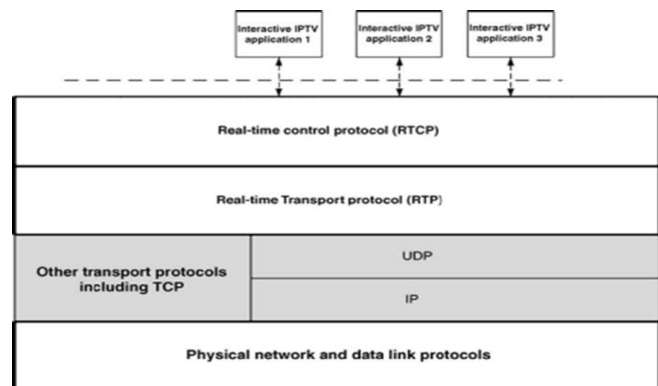 Interactive IPTV
application 1
Interactive IPTV
application 2
Interactive IPTV
application 3
Real-time control protocol (RTCP)
Real-time Transport protocol (RTP)
Other transport protocols
including TCP
UDP
IP
Physical network and data link protocols